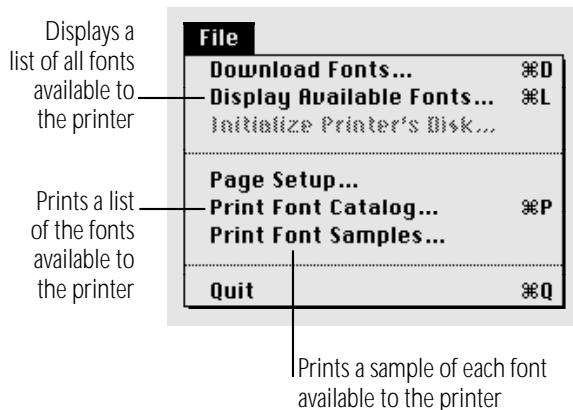 Displays a
list of all fonts
available to
the printer
File
Download Fonts... ⌘D
Display Available Fonts... ⌘L
Initialize Printer's Disk...
Page Setup...
Prints a list
of the fonts
available to
the printer
Print Font Catalog... ⌘P
Print Font Samples...
Quit ⌘Q
Prints a sample of each font
available to the printer